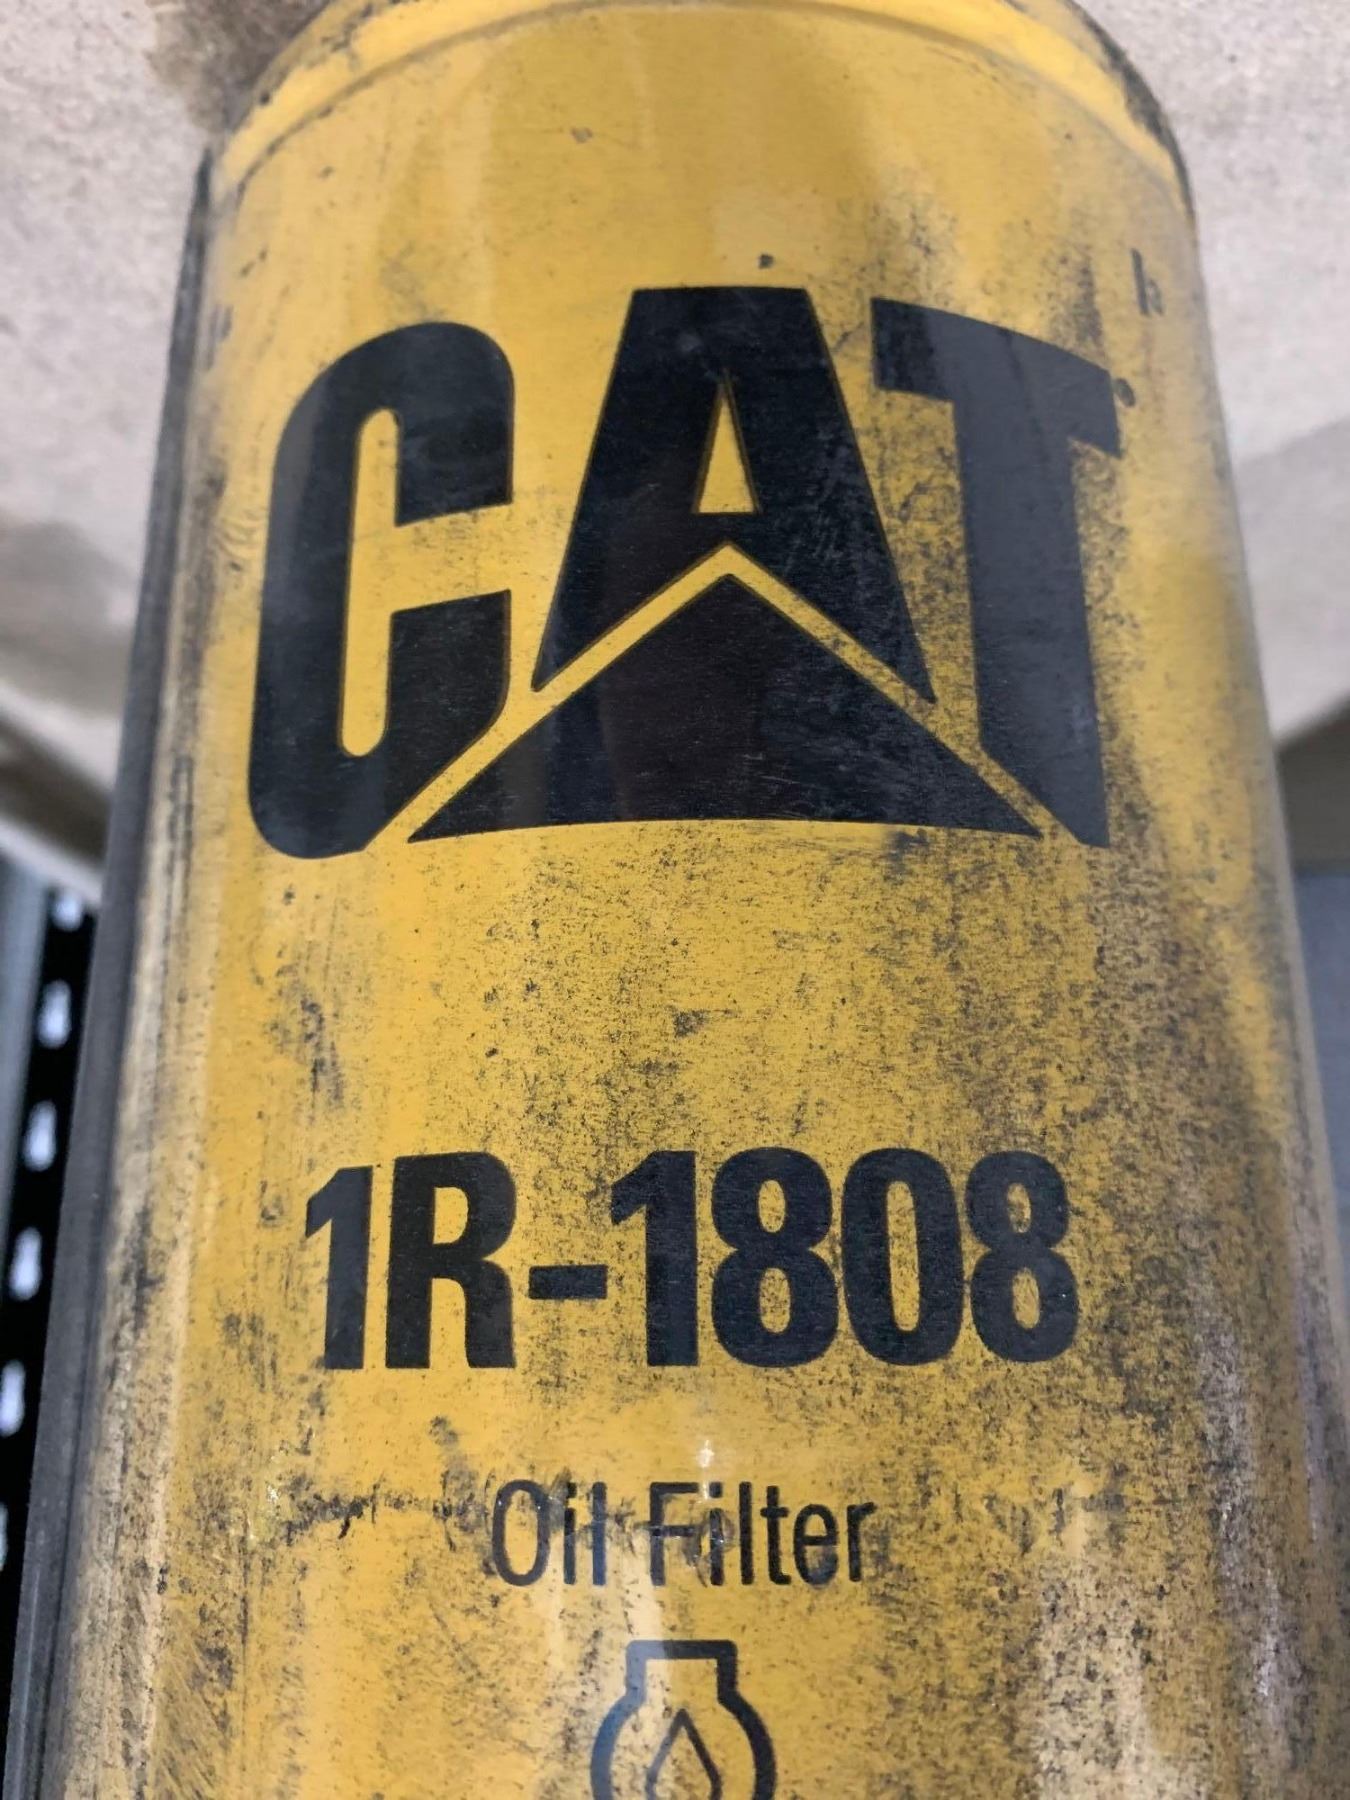 CAT
1R-1808
Oil Filter